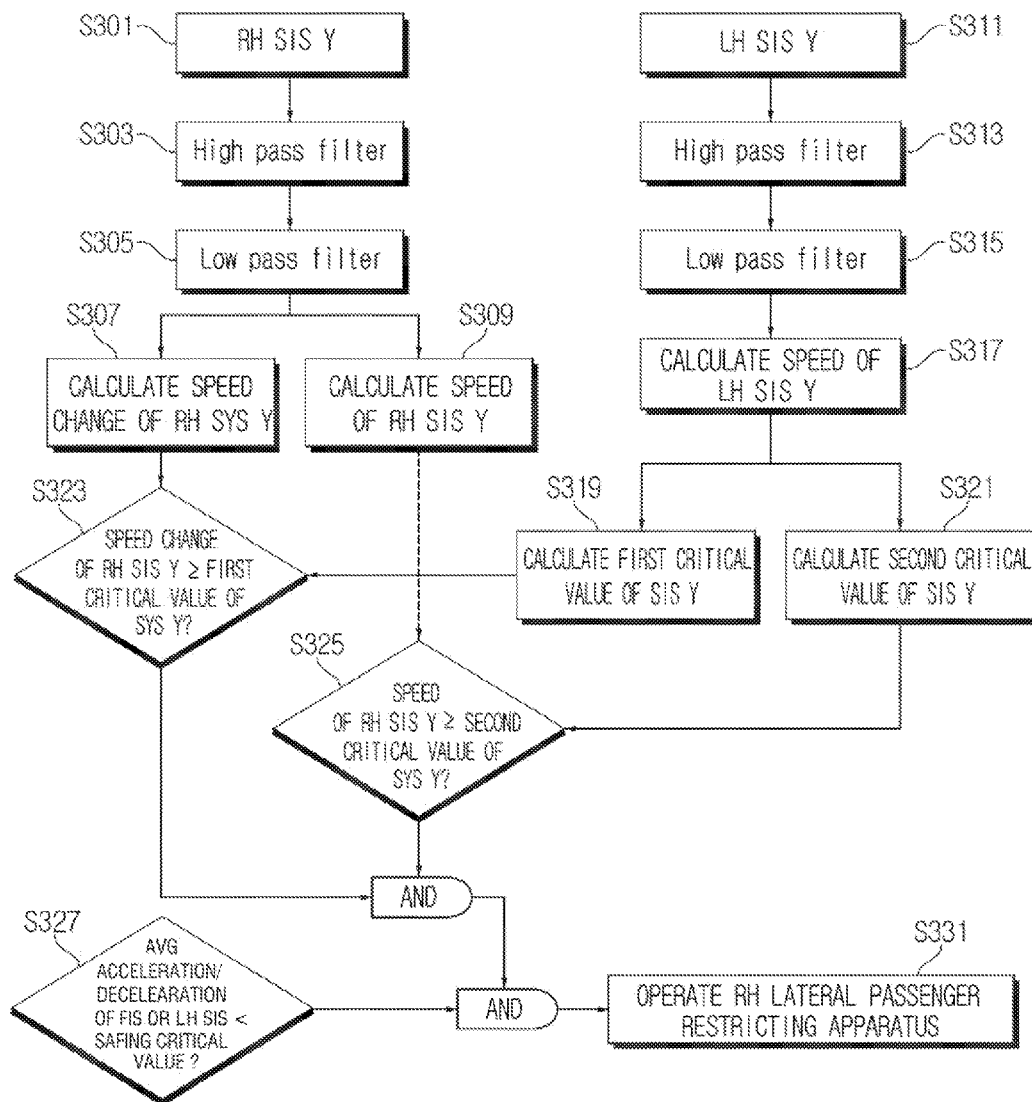 S301
RH SIS Y
LH SIS Y
S311
S303
High pass filter
High pass filter
S313
S305
Low pass filter
Low pass filter
S315
S307
S309
CALCULATE SPEED
CHANGE OF RH SYS Y
CALCULATE SPEED
OF RH SIS Y
CALCULATE SPEED OF
LH SIS Y
S317
S323
SPEED CHANGE
OF RH SIS Y ≥ FIRST
CRITICAL VALUE OF
SYS Y?
S319
CALCULATE FIRST CRITICAL
VALUE OF SIS Y
S321
CALCULATE SECOND CRITICAL
VALUE OF SIS Y
S325
SPEED
OF RH SIS Y ≥ SECOND
CRITICAL VALUE OF
SYS Y?
AND
S327
AVG
ACCELERATION/
DECELEARATION
OF FIS OR LH SIS <
SAFING CRITICAL
VALUE ?
AND
S331
OPERATE RH LATERAL PASSENGER
RESTRICTING APPARATUS